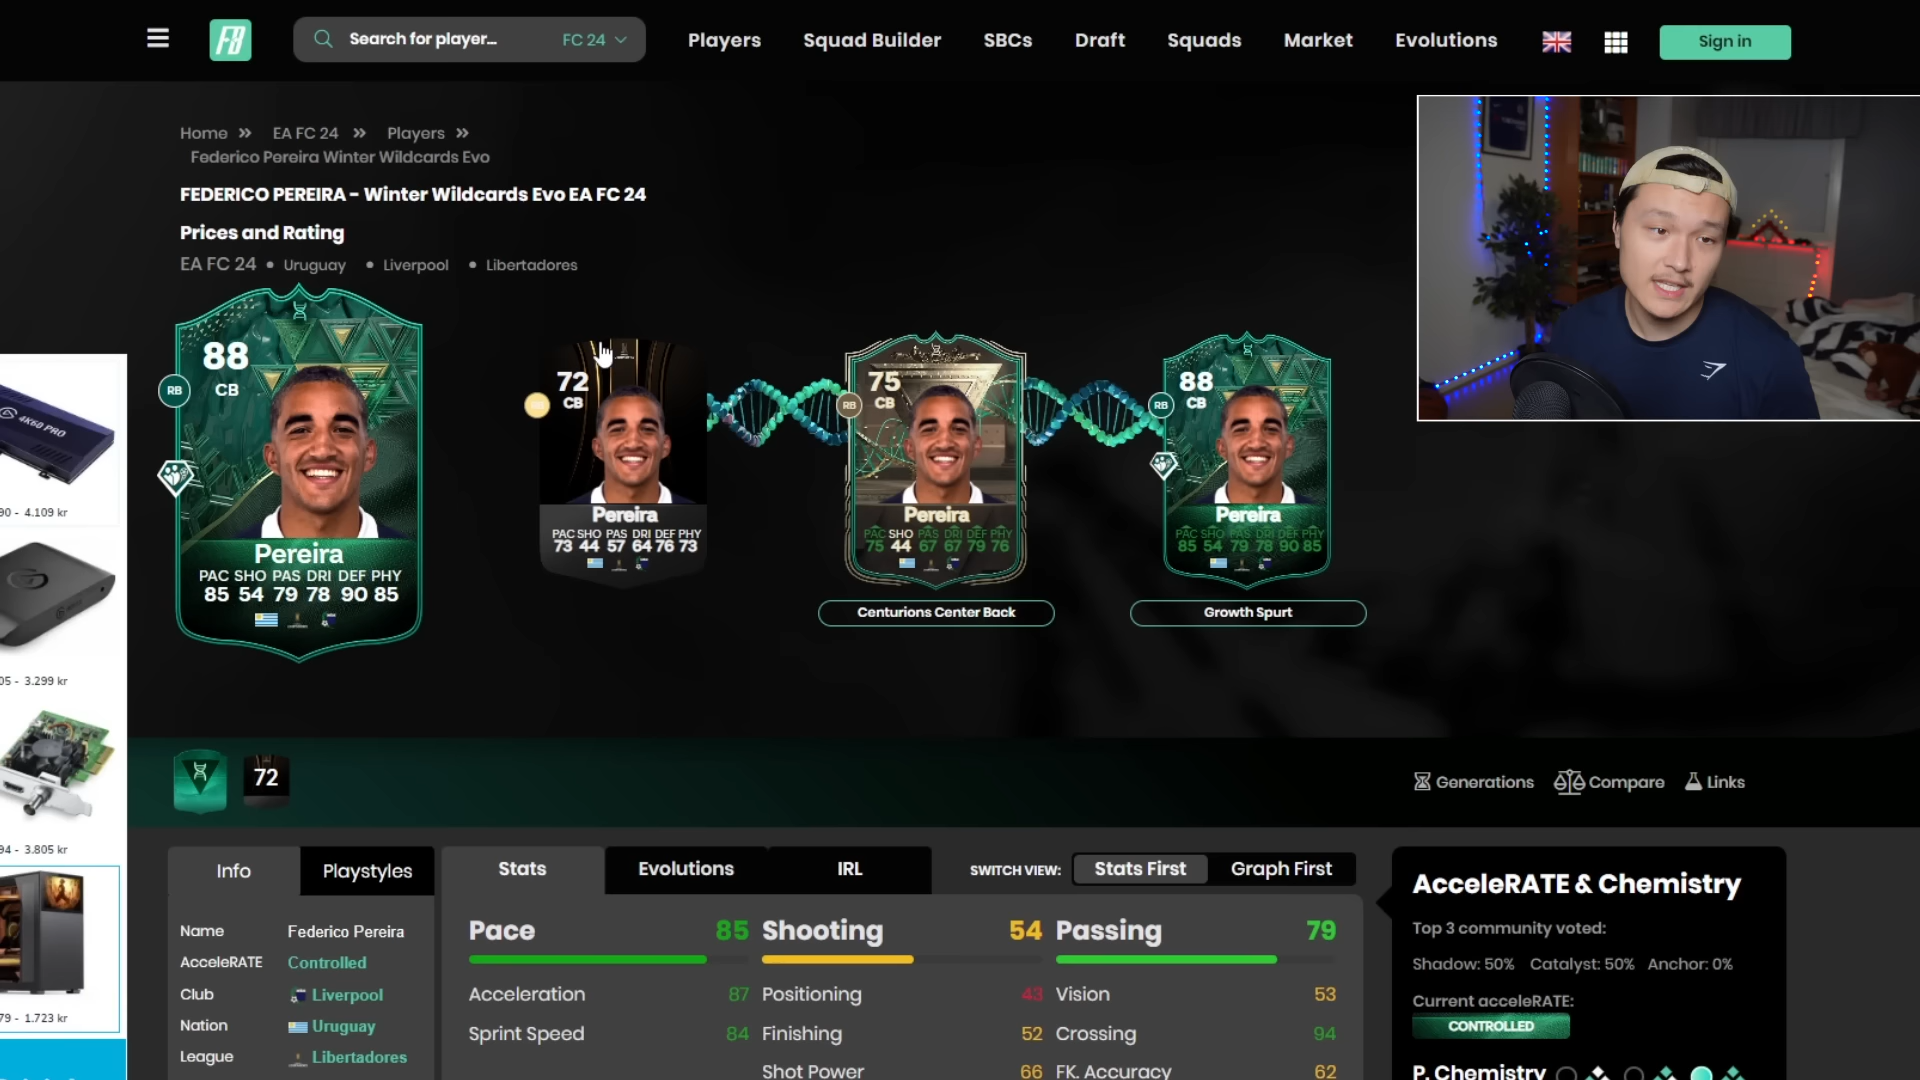 FB
Search for player...
FC 24
Players
Squad Builder
SBCs
Draft
Squads
Market
Evolutions
Sign in
Home » EA FC 24 » Players »
Federico Pereira Winter Wildcards Evo
FEDERICO PEREIRA - Winter Wildcards Evo EA FC 24
Prices and Rating
EA FC 24 • Uruguay • Liverpool • Libertadores
88
CB
RB
Pereira
PAC SHO PAS DRI DEF PHY
85 54 79 78 90 85
72
CB
Pereira
PAC SHO PAS DRI DEF PHY
73 44 57 64 76 73
75
CB
RB
Pereira
PAC SHO PAS DRI DEF PHY
75 44 67 67 79 76
Centurions Center Back
88
CB
RB
Pereira
PAC SHO PAS DRI DEF PHY
85 54 79 78 90 85
Growth Spurt
4K60 PRO
90 - 4.109 kr
05 - 3.299 kr
94 - 3.805 kr
79 - 1.723 kr
72
Generations
Compare
Links
Info
Playstyles
Name Federico Pereira
AcceleRATE Controlled
Club Liverpool
Nation Uruguay
League Libertadores
Stats
Evolutions
IRL
SWITCH VIEW:
Stats First
Graph First
Pace 85
Acceleration 87
Sprint Speed 84
Shooting 54
Positioning 43
Finishing 52
Shot Power 66
Passing 79
Vision 53
Crossing 94
FK. Accuracy 62
AcceleRATE & Chemistry
Top 3 community voted:
Shadow: 50% Catalyst: 50% Anchor: 0%
Current acceleRATE:
CONTROLLED
P. Chemistry